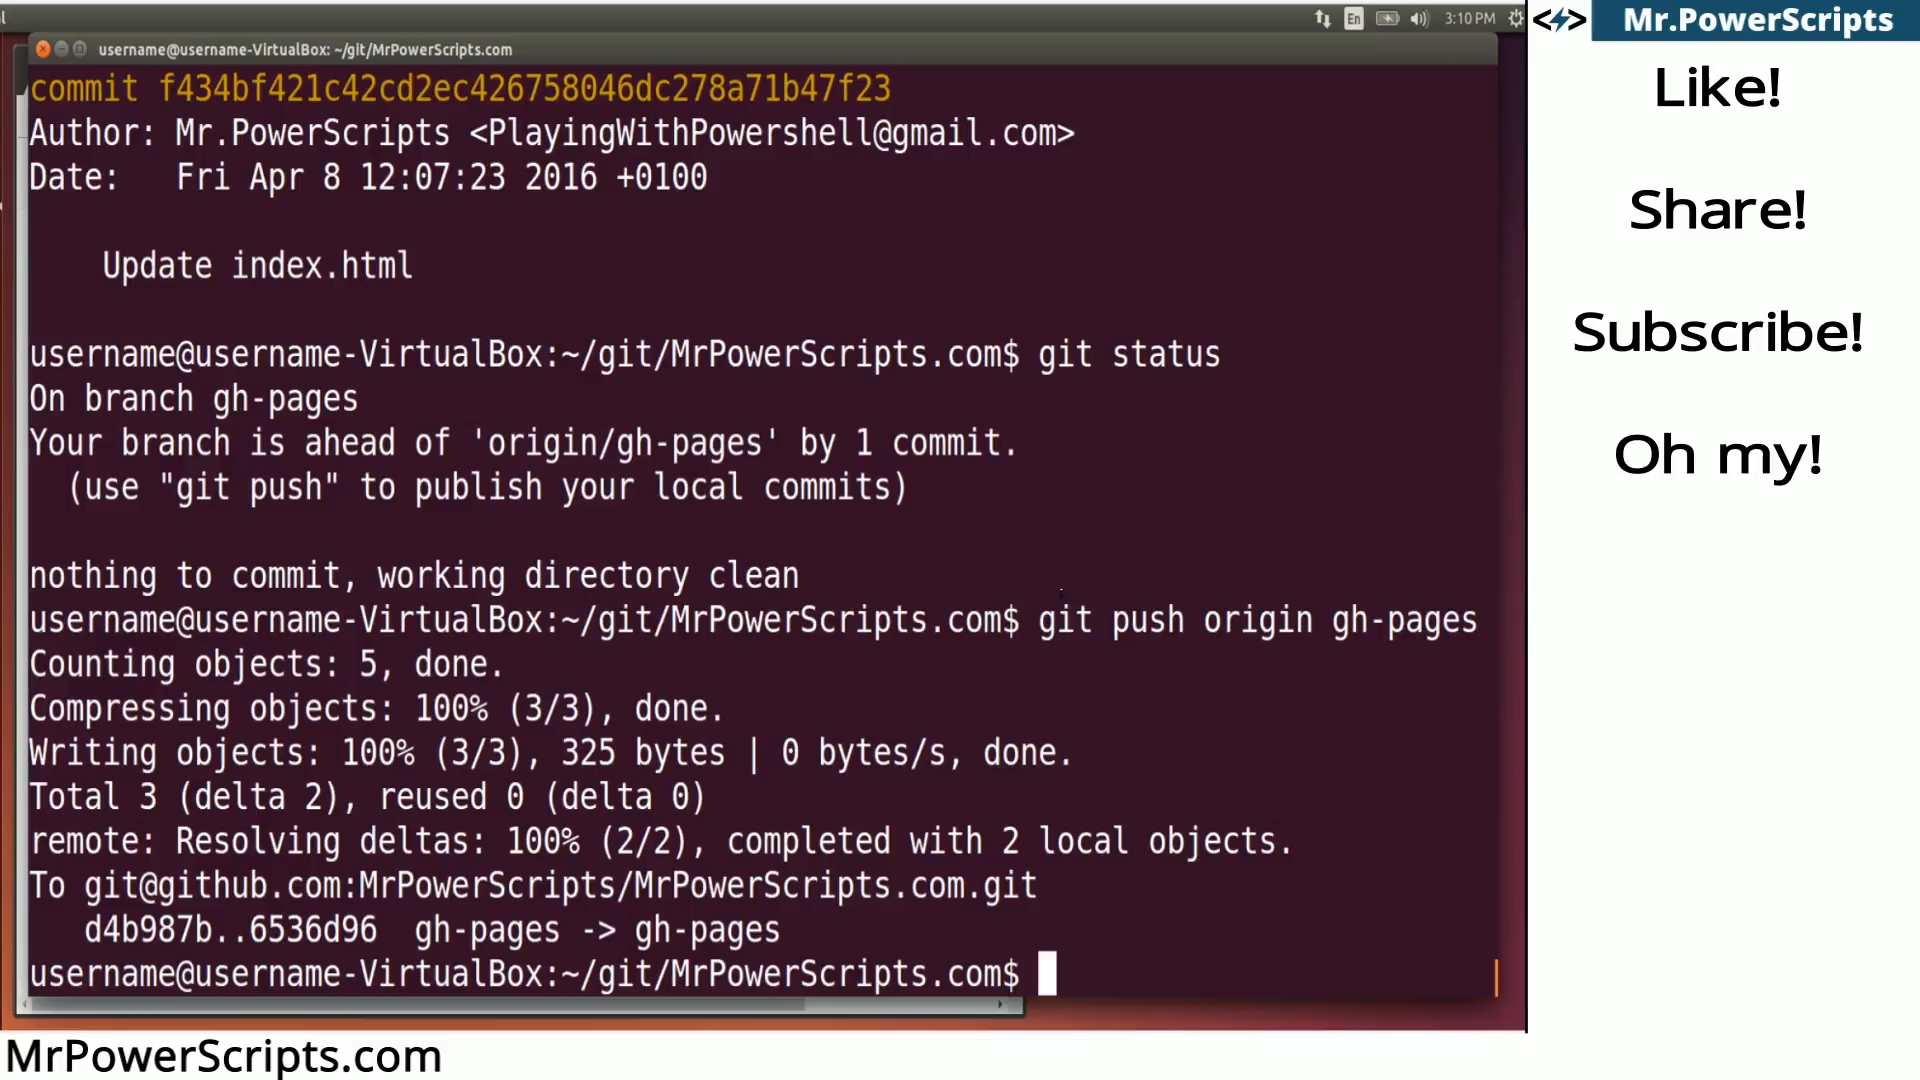 En
3:10 PM
Mr.PowerScripts
username@username-VirtualBox: ~/git/MrPowerScripts.com
commit f434bf421c42cd2ec426758046dc278a71b47f23
Author: Mr.PowerScripts <PlayingWithPowershell@gmail.com>
Date:   Fri Apr 8 12:07:23 2016 +0100
    Update index.html
username@username-VirtualBox:~/git/MrPowerScripts.com$ git status
On branch gh-pages
Your branch is ahead of 'origin/gh-pages' by 1 commit.
  (use "git push" to publish your local commits)
nothing to commit, working directory clean
username@username-VirtualBox:~/git/MrPowerScripts.com$ git push origin gh-pages
Counting objects: 5, done.
Compressing objects: 100% (3/3), done.
Writing objects: 100% (3/3), 325 bytes | 0 bytes/s, done.
Total 3 (delta 2), reused 0 (delta 0)
remote: Resolving deltas: 100% (2/2), completed with 2 local objects.
To git@github.com:MrPowerScripts/MrPowerScripts.com.git
   d4b987b..6536d96  gh-pages -> gh-pages
username@username-VirtualBox:~/git/MrPowerScripts.com$
Like!
Share!
Subscribe!
Oh my!
MrPowerScripts.com